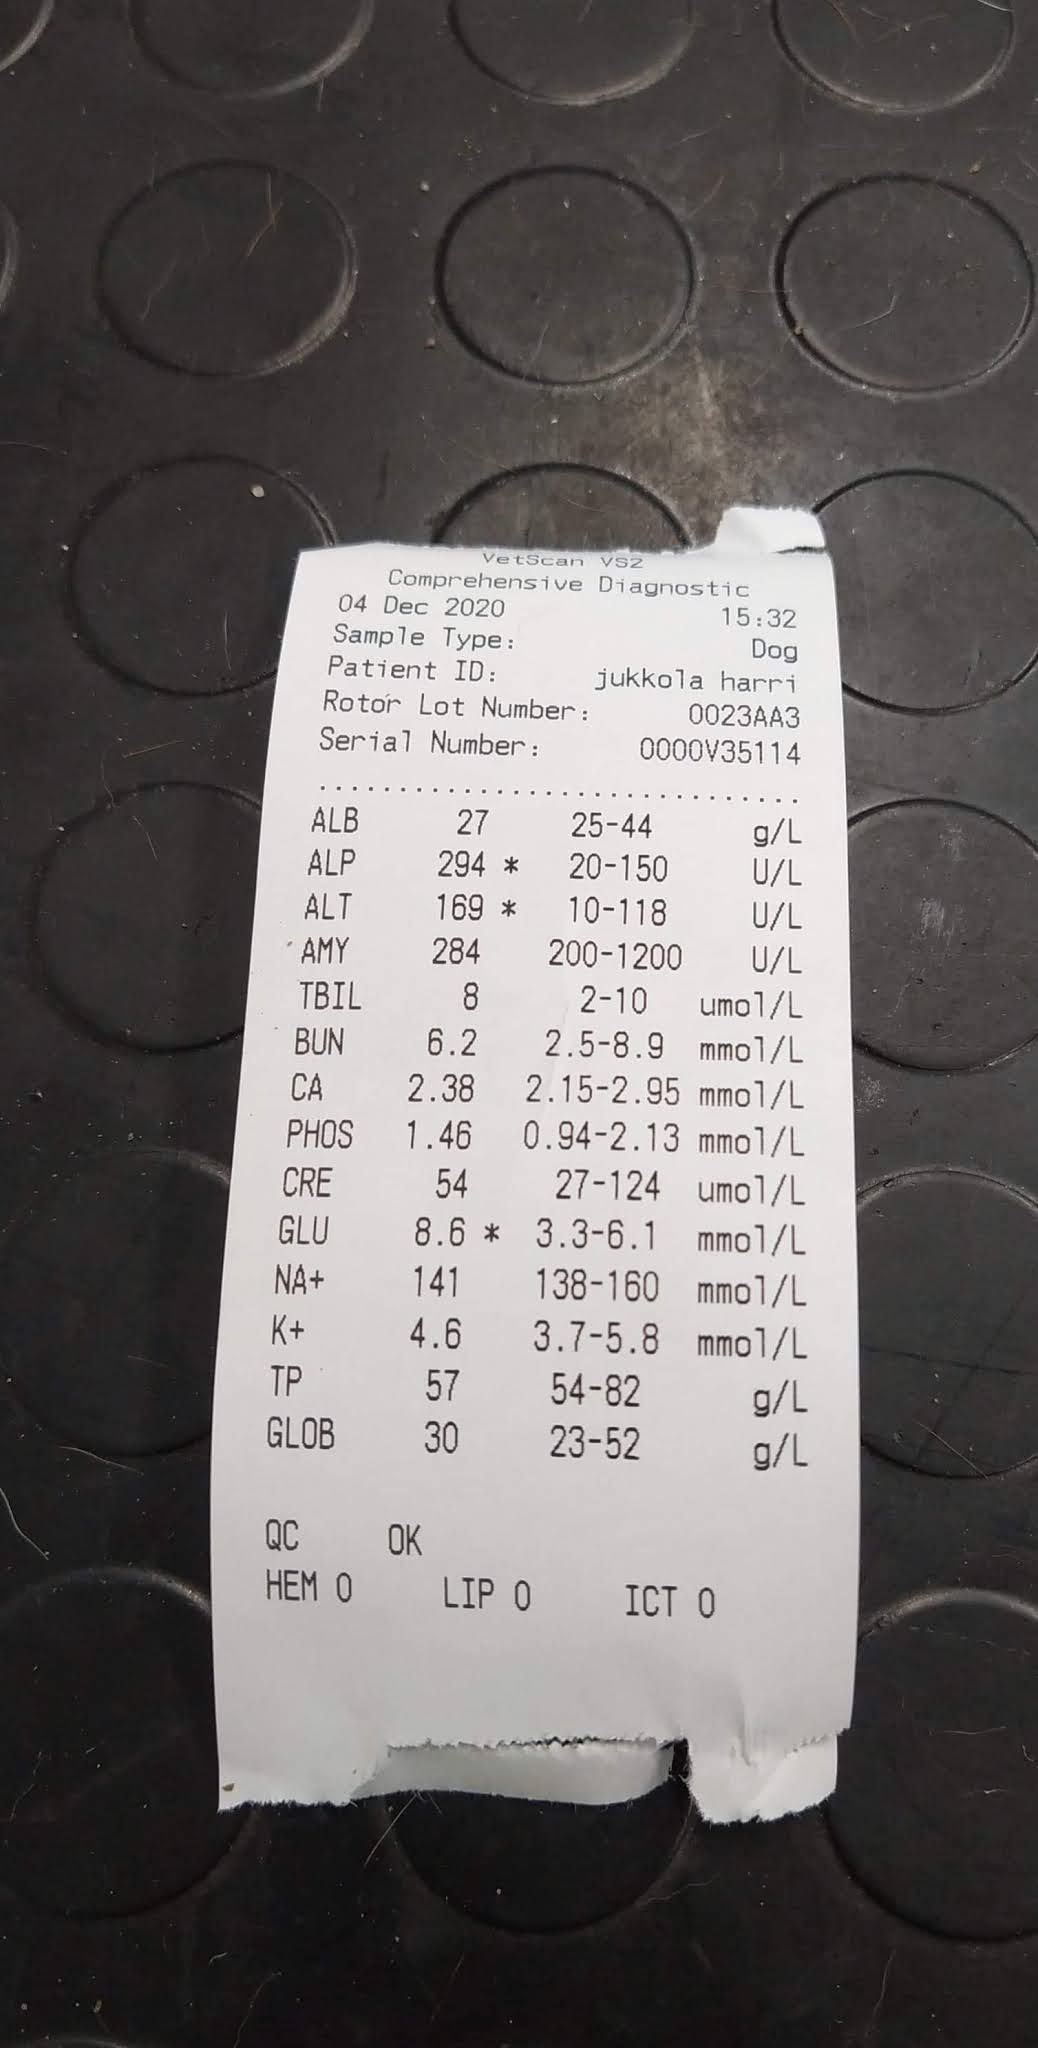 VetScan VS2
Comprehensive Diagnostic
04 Dec 2020 15:32
Sample Type: Dog
Patient ID: jukkola harri
Rotor Lot Number: 0023AA3
Serial Number: 0000V35114
................................
ALB 27 25-44 g/L
ALP 294 * 20-150 U/L
ALT 169 * 10-118 U/L
AMY 284 200-1200 U/L
TBIL 8 2-10 umol/L
BUN 6.2 2.5-8.9 mmol/L
CA 2.38 2.15-2.95 mmol/L
PHOS 1.46 0.94-2.13 mmol/L
CRE 54 27-124 umol/L
GLU 8.6 * 3.3-6.1 mmol/L
NA+ 141 138-160 mmol/L
K+ 4.6 3.7-5.8 mmol/L
TP 57 54-82 g/L
GLOB 30 23-52 g/L
QC OK
HEM 0 LIP 0 ICT 0